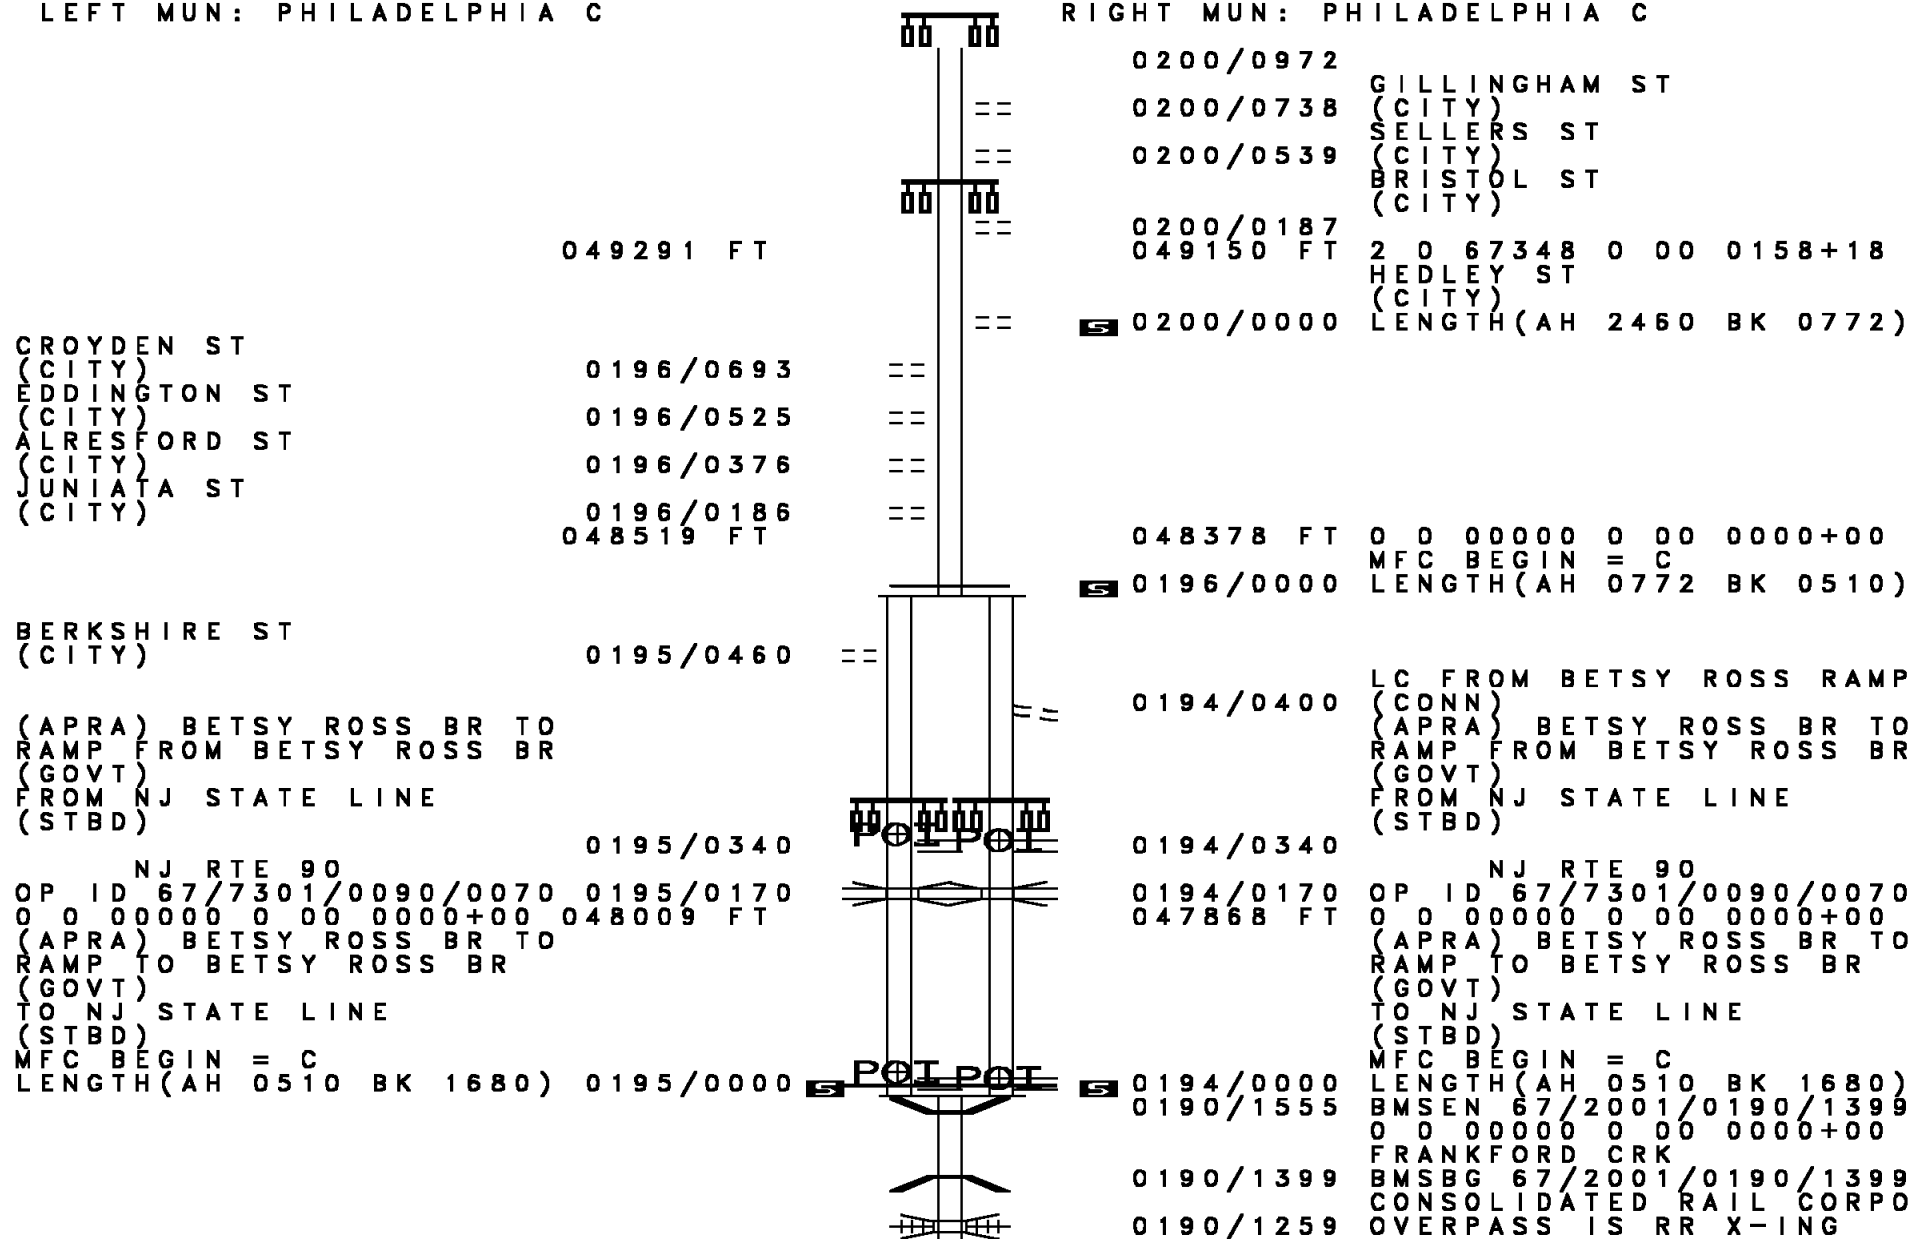 LEFT MUN: PHILADELPHIA C RIGHT MUN: PHILADELPHIA C
0200/0972
GILLINGHAM ST
0200/0738 (CITY)
SELLERS ST
0200/0539 (CITY)
BRISTOL ST
(CITY)
0200/0187
049291 FT 049150 FT 2 0 67348 0 00 0158+18
HEDLEY ST
(CITY)
S 0200/0000 LENGTH(AH 2460 BK 0772)
CROYDEN ST
(CITY) 0196/0693
EDDINGTON ST
(CITY) 0196/0525
ALRESFORD ST
(CITY) 0196/0376
JUNIATA ST
(CITY) 0196/0186
048519 FT 048378 FT 0 0 00000 0 00 0000+00
MFC BEGIN = C
S 0196/0000 LENGTH(AH 0772 BK 0510)
BERKSHIRE ST
(CITY) 0195/0460
LC FROM BETSY ROSS RAMP
0194/0400 (CONN)
(APRA) BETSY ROSS BR TO (APRA) BETSY ROSS BR TO
RAMP FROM BETSY ROSS BR RAMP FROM BETSY ROSS BR
(GOVT) (GOVT)
FROM NJ STATE LINE FROM NJ STATE LINE
(STBD) (STBD)
POI POI
0195/0340 0194/0340
NJ RTE 90 NJ RTE 90
OP ID 67/7301/0090/0070 0195/0170 0194/0170 OP ID 67/7301/0090/0070
0 0 00000 0 00 0000+00 048009 FT 047868 FT 0 0 00000 0 00 0000+00
(APRA) BETSY ROSS BR TO (APRA) BETSY ROSS BR TO
RAMP TO BETSY ROSS BR RAMP TO BETSY ROSS BR
(GOVT) (GOVT)
TO NJ STATE LINE TO NJ STATE LINE
(STBD) (STBD)
MFC BEGIN = C POI POI MFC BEGIN = C
LENGTH(AH 0510 BK 1680) 0195/0000 S S 0194/0000 LENGTH(AH 0510 BK 1680)
0190/1555 BMSEN 67/2001/0190/1399
0 0 00000 0 00 0000+00
FRANKFORD CRK
0190/1399 BMSBG 67/2001/0190/1399
CONSOLIDATED RAIL CORPO
0190/1259 OVERPASS IS RR X-ING